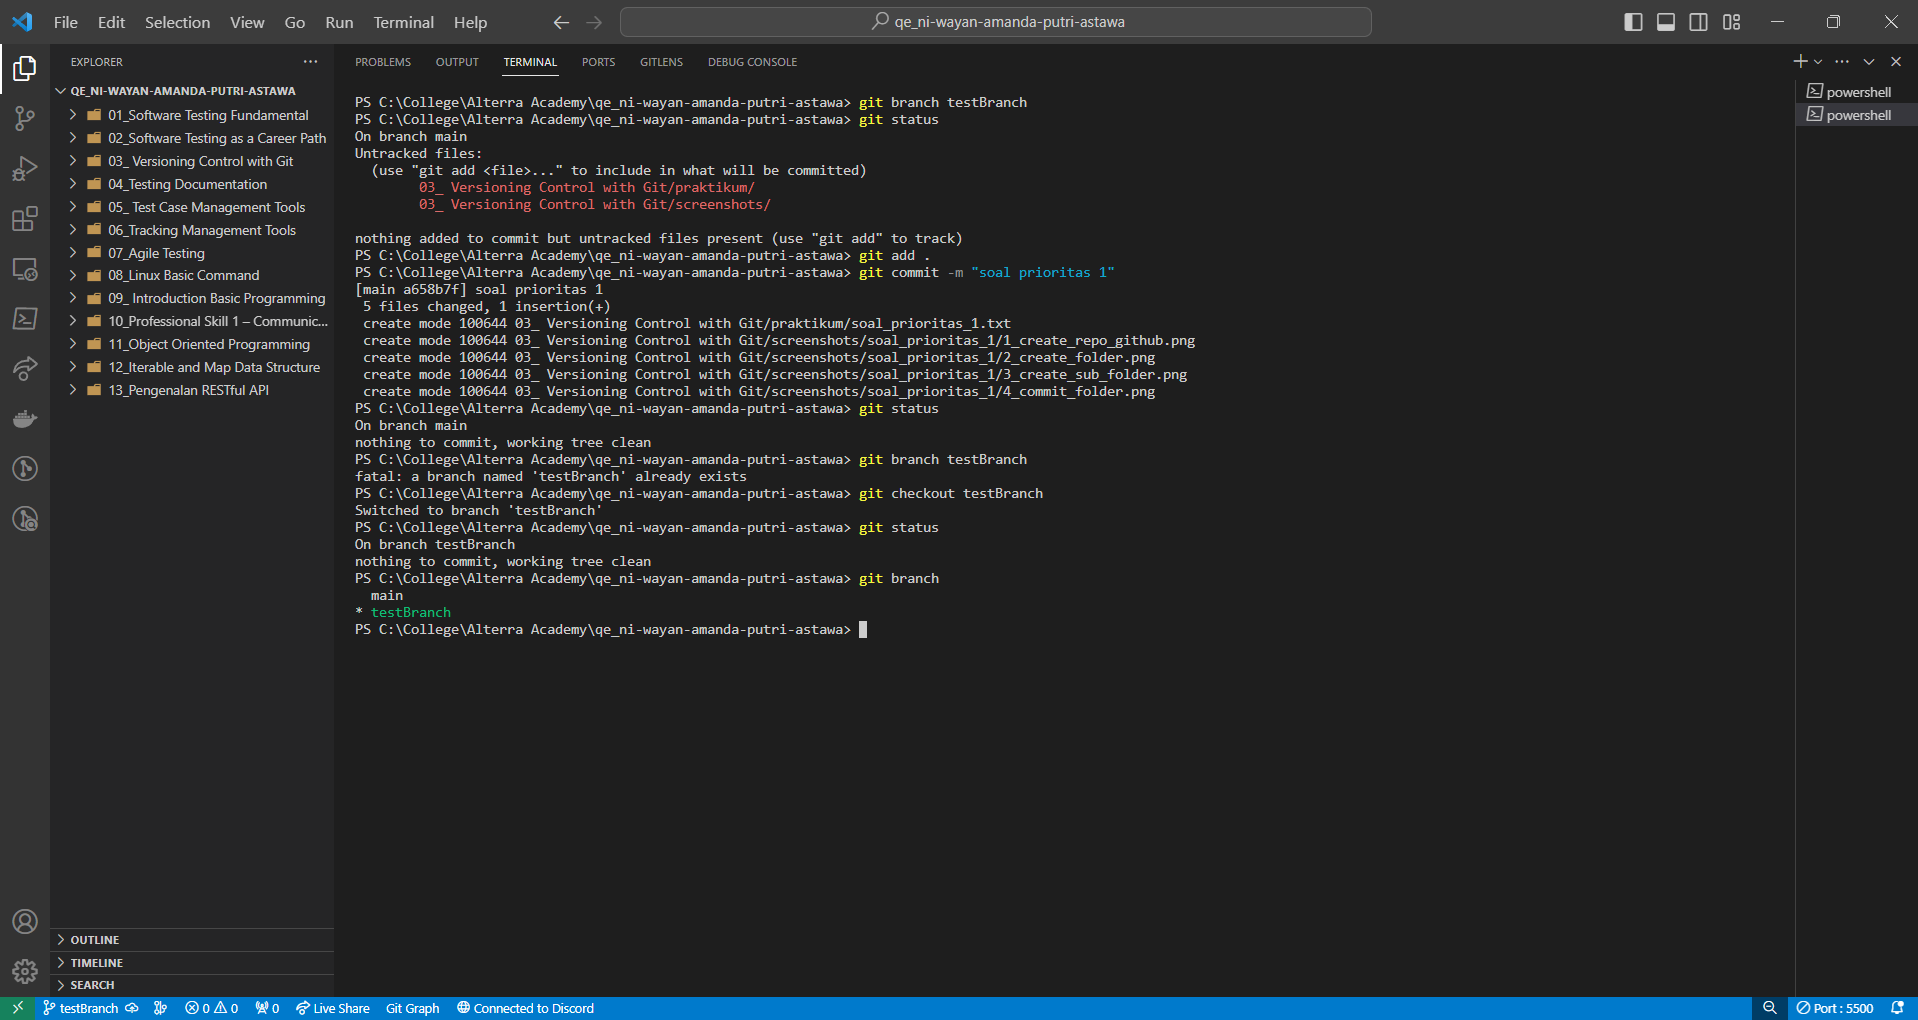 File Edit Selection View Go Run Terminal Help
qe_ni-wayan-amanda-putri-astawa
EXPLORER
QE_NI-WAYAN-AMANDA-PUTRI-ASTAWA
01_Software Testing Fundamental
02_Software Testing as a Career Path
03_ Versioning Control with Git
04_Testing Documentation
05_ Test Case Management Tools
06_Tracking Management Tools
07_Agile Testing
08_Linux Basic Command
09_ Introduction Basic Programming
10_Professional Skill 1 – Communic...
11_Object Oriented Programming
12_Iterable and Map Data Structure
13_Pengenalan RESTful API
OUTLINE
TIMELINE
SEARCH
PROBLEMS OUTPUT TERMINAL PORTS GITLENS DEBUG CONSOLE
PS C:\College\Alterra Academy\qe_ni-wayan-amanda-putri-astawa> git branch testBranch
PS C:\College\Alterra Academy\qe_ni-wayan-amanda-putri-astawa> git status
On branch main
Untracked files:
(use "git add <file>..." to include in what will be committed)
03_ Versioning Control with Git/praktikum/
03_ Versioning Control with Git/screenshots/
nothing added to commit but untracked files present (use "git add" to track)
PS C:\College\Alterra Academy\qe_ni-wayan-amanda-putri-astawa> git add .
PS C:\College\Alterra Academy\qe_ni-wayan-amanda-putri-astawa> git commit -m "soal prioritas 1"
[main a658b7f] soal prioritas 1
5 files changed, 1 insertion(+)
create mode 100644 03_ Versioning Control with Git/praktikum/soal_prioritas_1.txt
create mode 100644 03_ Versioning Control with Git/screenshots/soal_prioritas_1/1_create_repo_github.png
create mode 100644 03_ Versioning Control with Git/screenshots/soal_prioritas_1/2_create_folder.png
create mode 100644 03_ Versioning Control with Git/screenshots/soal_prioritas_1/3_create_sub_folder.png
create mode 100644 03_ Versioning Control with Git/screenshots/soal_prioritas_1/4_commit_folder.png
PS C:\College\Alterra Academy\qe_ni-wayan-amanda-putri-astawa> git status
On branch main
nothing to commit, working tree clean
PS C:\College\Alterra Academy\qe_ni-wayan-amanda-putri-astawa> git branch testBranch
fatal: a branch named 'testBranch' already exists
PS C:\College\Alterra Academy\qe_ni-wayan-amanda-putri-astawa> git checkout testBranch
Switched to branch 'testBranch'
PS C:\College\Alterra Academy\qe_ni-wayan-amanda-putri-astawa> git status
On branch testBranch
nothing to commit, working tree clean
PS C:\College\Alterra Academy\qe_ni-wayan-amanda-putri-astawa> git branch
main
* testBranch
PS C:\College\Alterra Academy\qe_ni-wayan-amanda-putri-astawa>
powershell
powershell
testBranch 0 0 0 Live Share Git Graph Connected to Discord Port : 5500